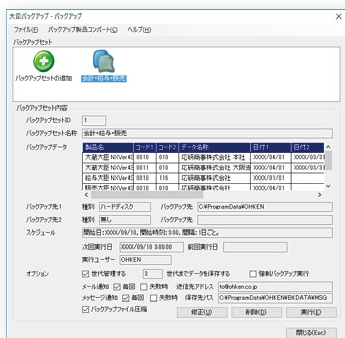 大臣バックアップ - バックアップ
ファイル(F) バックアップ製品コンバート(C) ヘルプ(H)
バックアップセット
バックアップセットの追加 会計+給与+販売
バックアップセット内容
バックアップセットID 1
バックアップセット名称 会計+給与+販売
バックアップデータ
製品名 コード1 コード2 データ名称 日付1 日付2
大蔵大臣 NXVer4 0010 010 応研商事株式会社 本社 XXXX/04/01 XXXX/03/31
大蔵大臣 NXVer4 0011 010 応研商事株式会社 大阪支 XXXX/04/01 XXXX/03/31
給与大臣 NXVer4 0010 116 応研商事株式会社 XXXX/01/01
販売大臣 NXVer4 0010 010 応研商事株式会社 XXXX/04/01
バックアップ先1 種別 ハードディスク バックアップ先 C:¥ProgramData¥OHKEN
バックアップ先2 種別 無し バックアップ先
スケジュール 開始日:XXXX/09/10, 開始時刻:3:00, 間隔:1日ごと。
次回実行日 XXXX/09/10 3:00:00 前回実行日
実行ユーザー OHKEN
オプション 世代管理する 3 世代までデータを保存する 強制バックアップ実行
メール通知 毎回 失敗時 送信先アドレス to@ohken.co.jp
メッセージ通知 毎回 失敗時 保存先パス C:¥ProgramData¥OHKEN¥BKDATA¥MSG
バックアップファイル圧縮 修正(U) 削除(D) 実行(E)
閉じる(Esc)